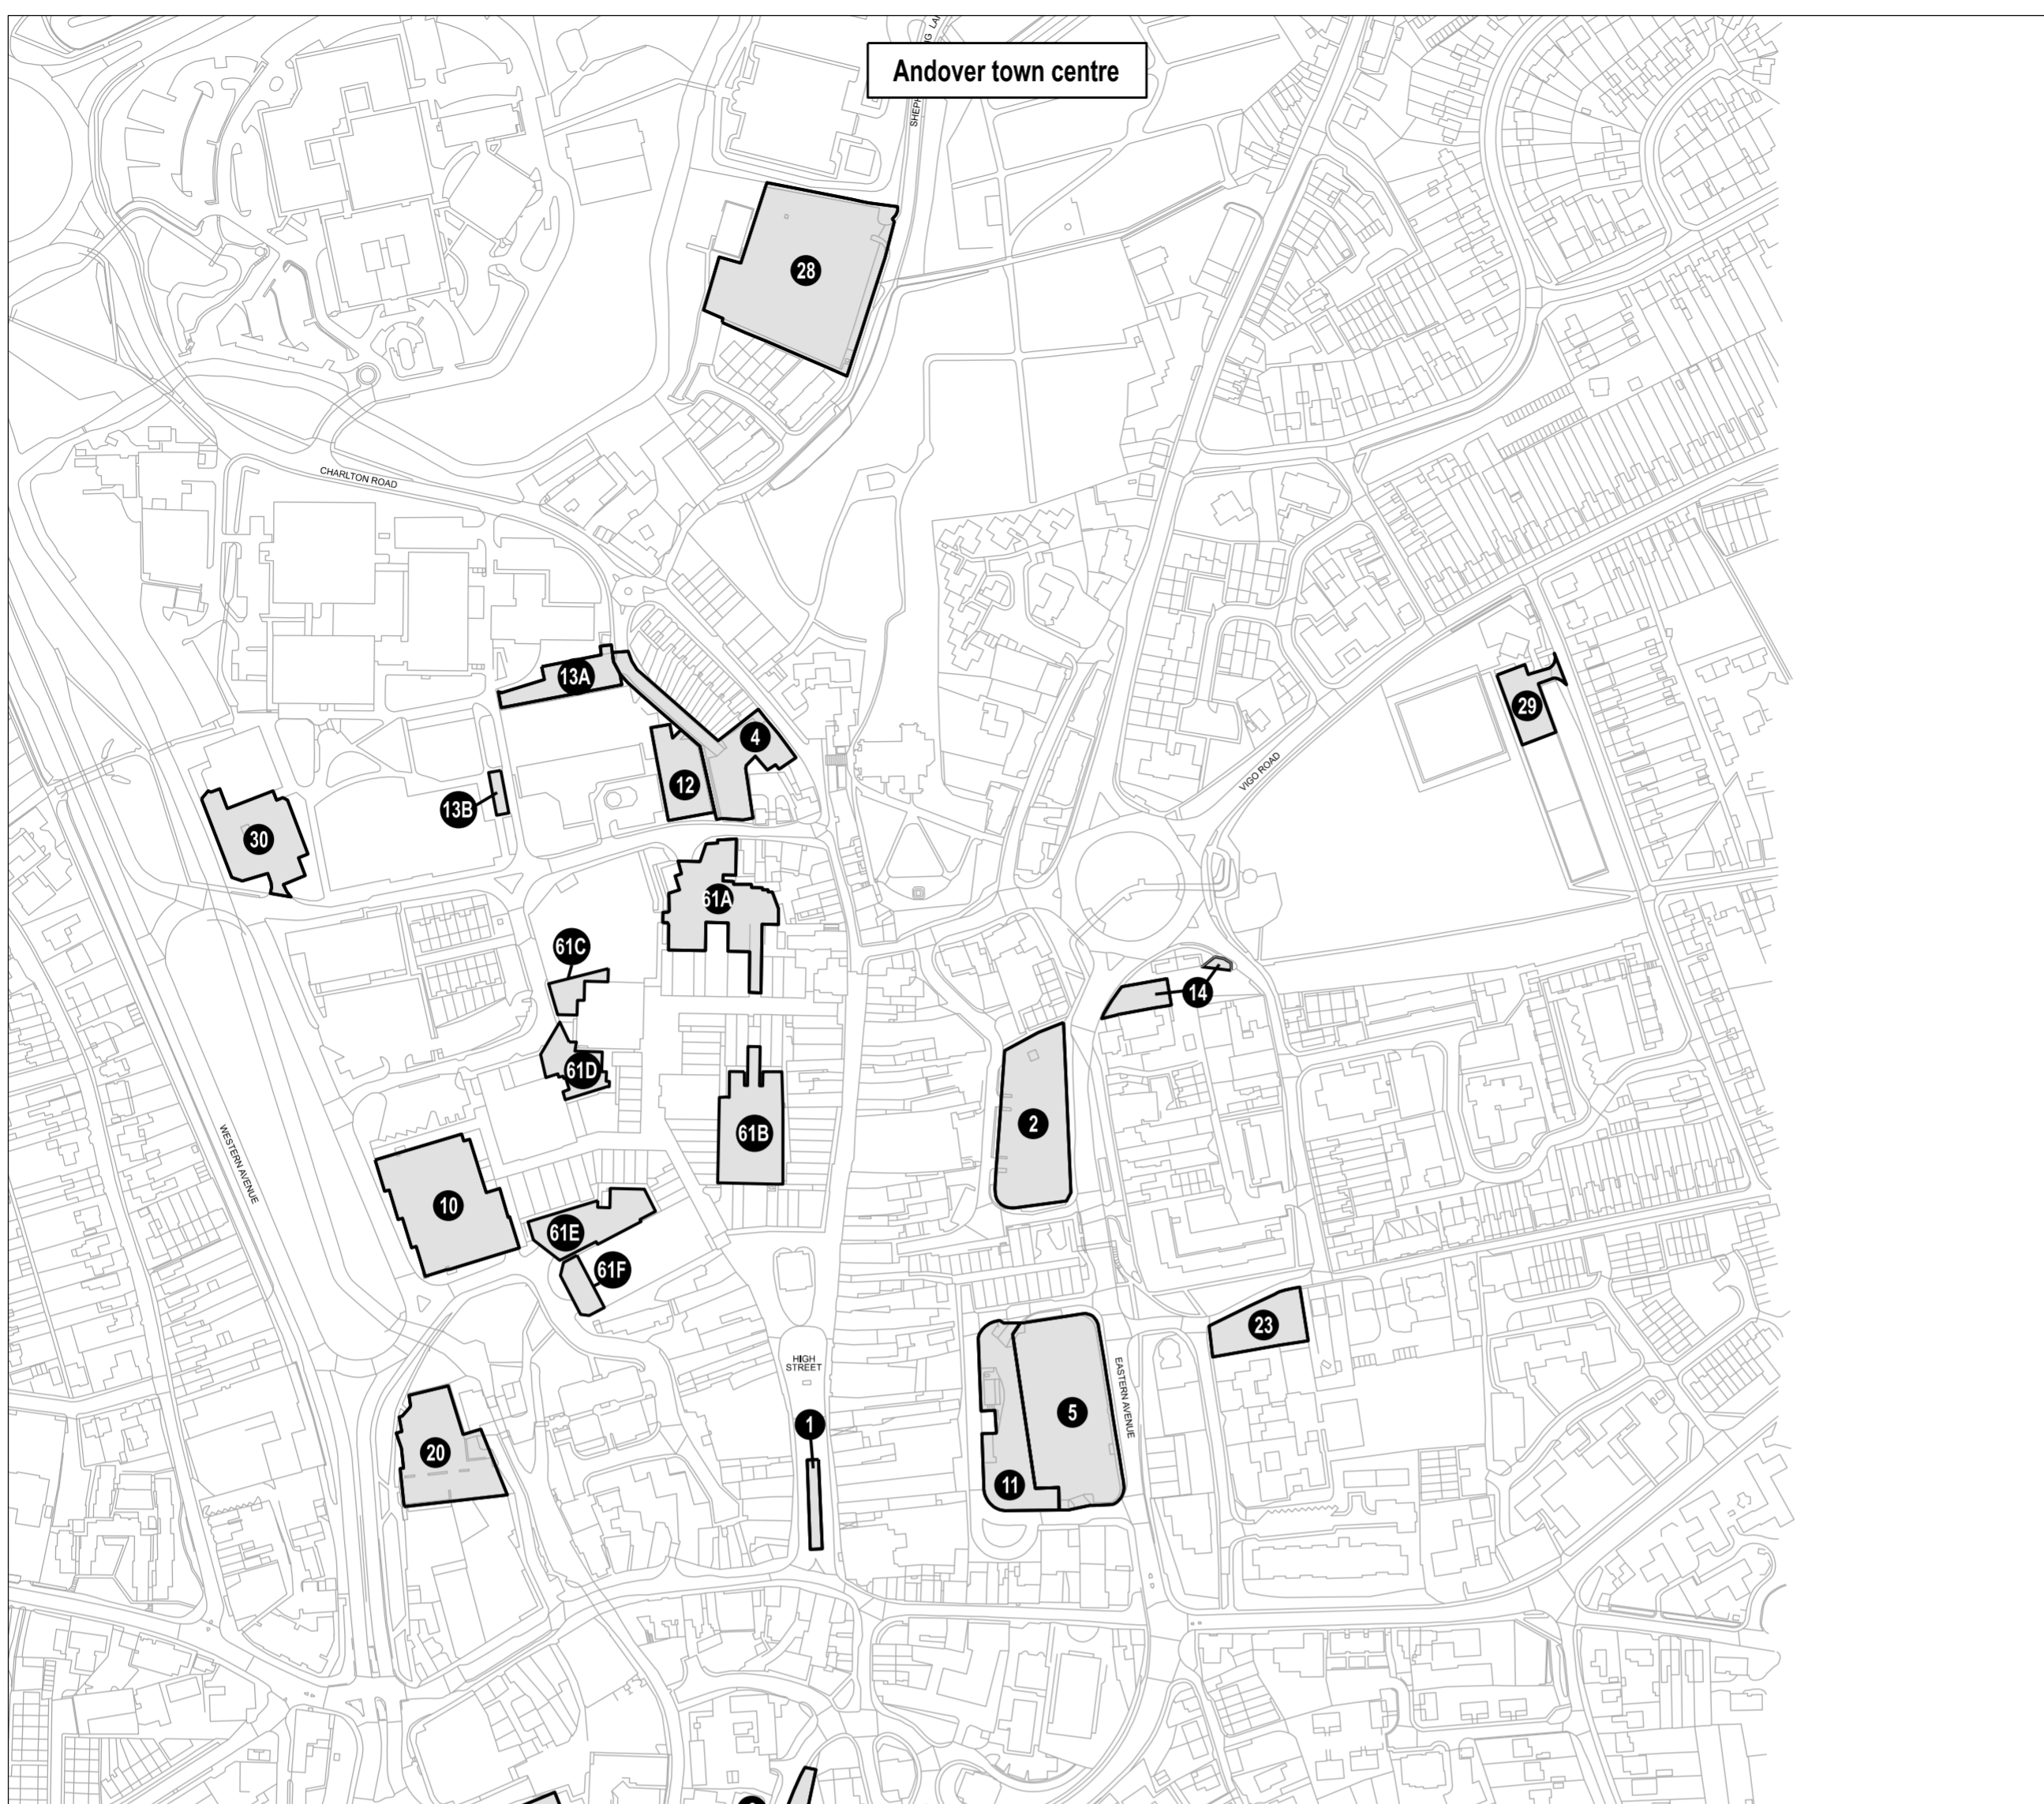 Andover town centre
28
CHARLTON ROAD
13A
4
29
12
VIGO ROAD
13B
30
61A
61C
14
61D
2
61B
WESTERN AVENUE
10
61E
61F
23
HIGH
STREET
EASTERN AVENUE
5
1
20
11